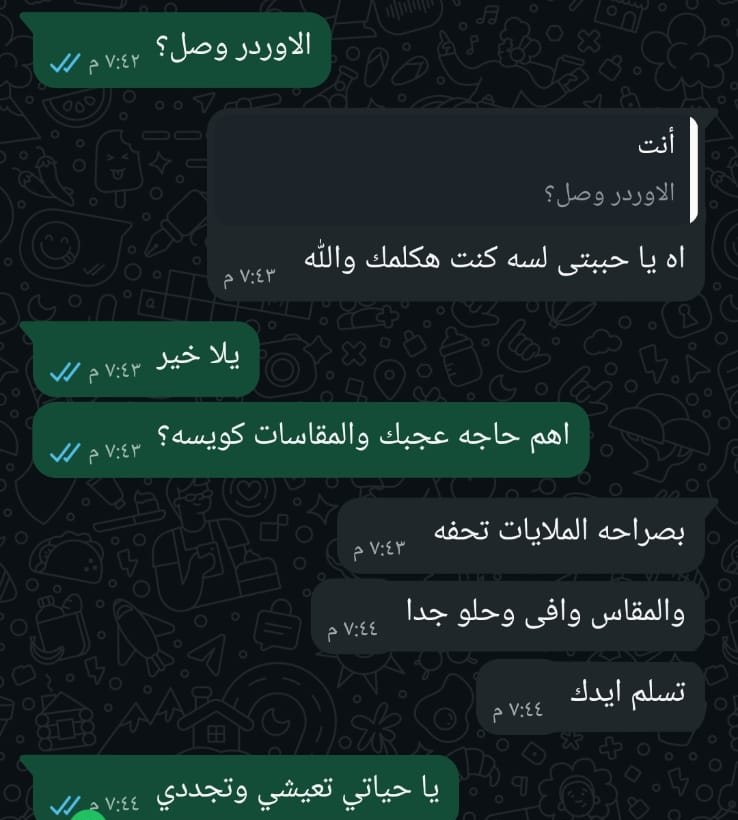 الاوردر وصل؟
٧:٤٢ م
أنت
الاوردر وصل؟
اه يا حببتى لسه كنت هكلمك والله
٧:٤٣ م
يلا خير
٧:٤٣ م
اهم حاجه عجبك والمقاسات كويسه؟
٧:٤٣ م
بصراحه الملايات تحفه
٧:٤٣ م
والمقاس وافى وحلو جدا
٧:٤٤ م
تسلم ايدك
٧:٤٤ م
يا حياتي تعيشي وتجددي
٧:٤٤ م